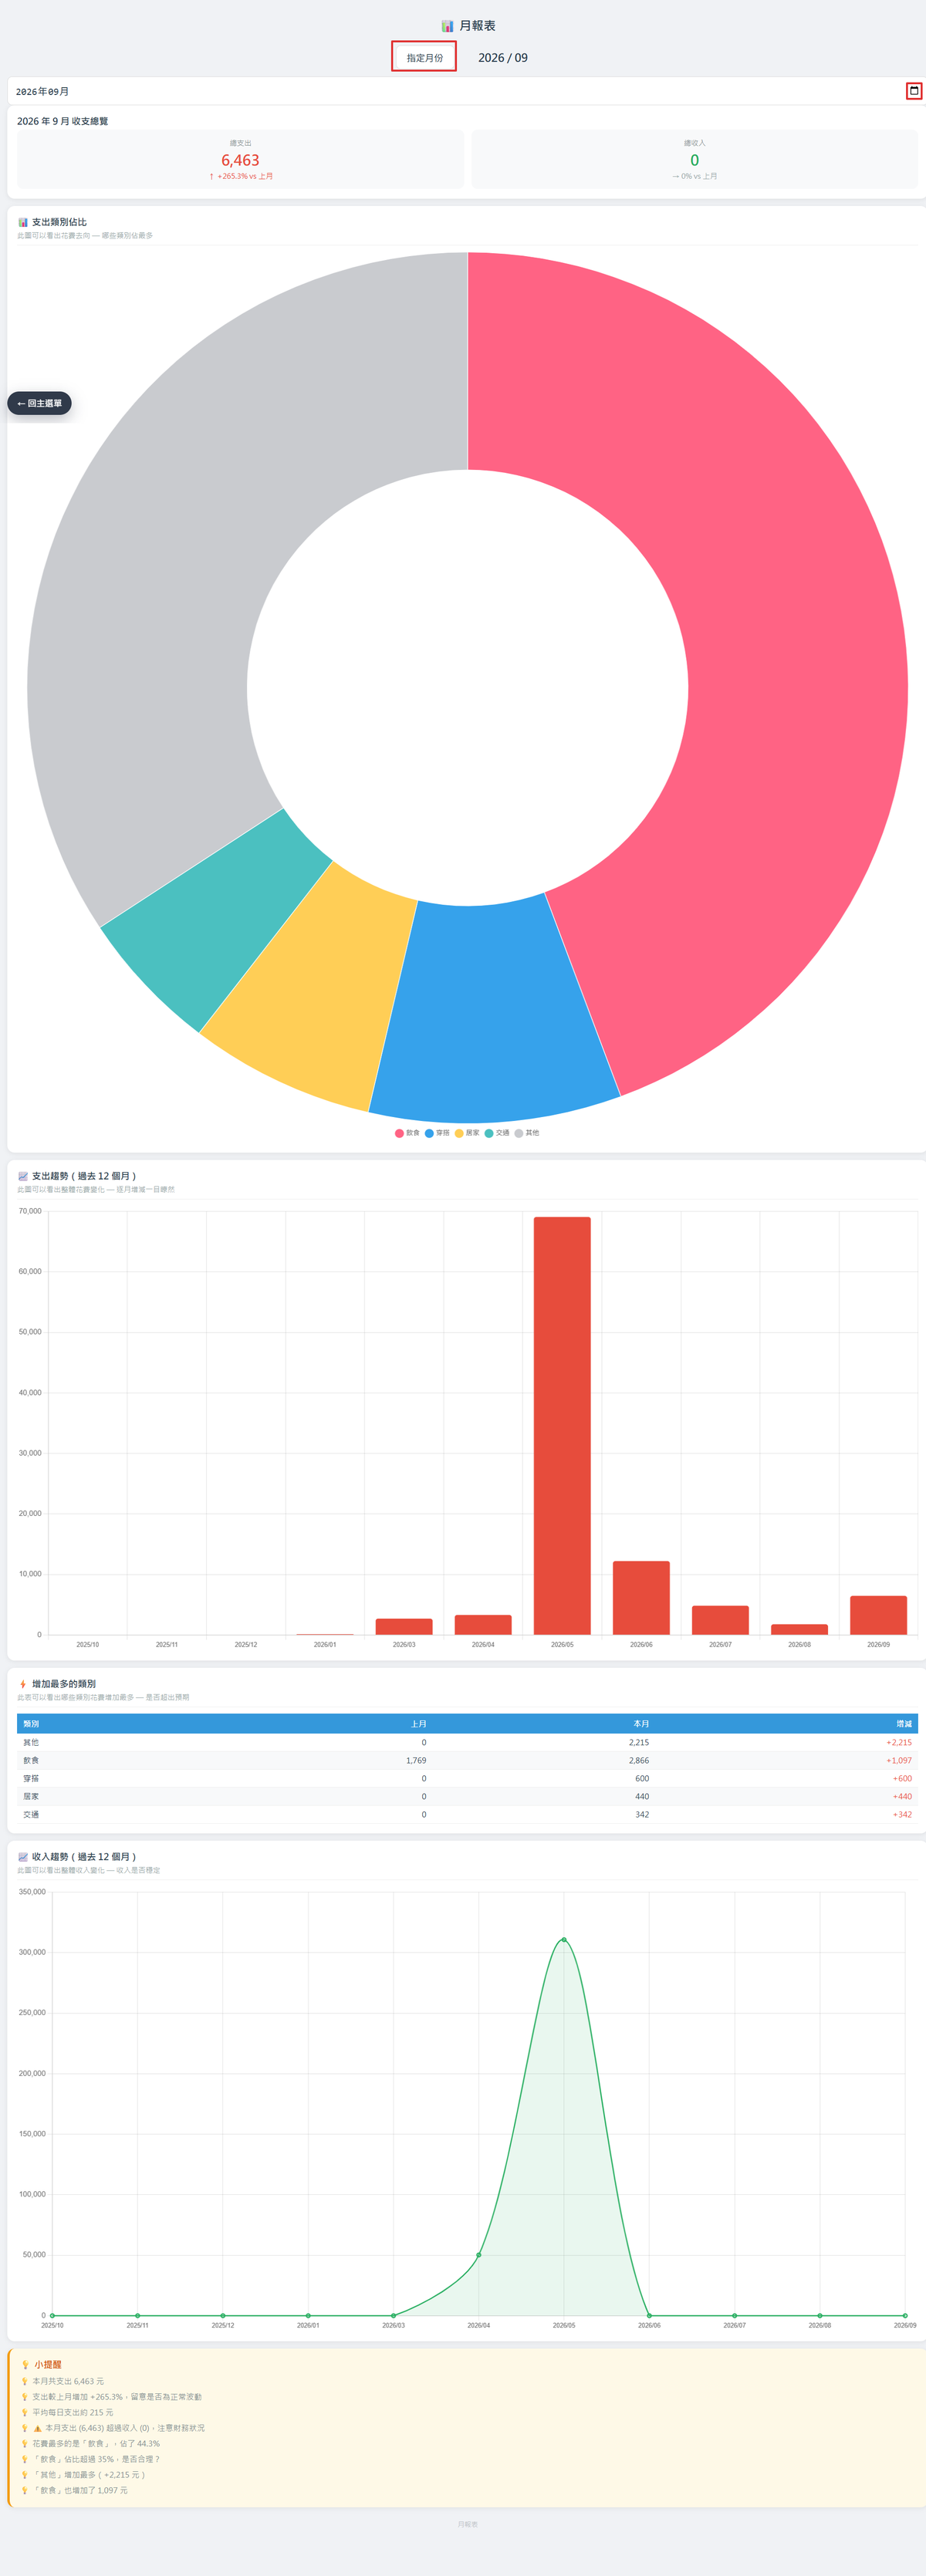 📊 月報表
指定月份 2026 / 09
2026年09月
2026 年 9 月 收支總覽
總支出
6,463
↑ +265.3% vs 上月
總收入
0
→ 0% vs 上月
📊 支出類別佔比
此圖可以看出花費去向 — 哪些類別佔最多
← 回主選單
飲食 穿搭 居家 交通 其他
📈 支出趨勢 ( 過去 12 個月 )
此圖可以看出整體花費變化 — 逐月增減一目瞭然
70,000
60,000
50,000
40,000
30,000
20,000
10,000
0
2025/10 2025/11 2025/12 2026/01 2026/03 2026/04 2026/05 2026/06 2026/07 2026/08 2026/09
⚡ 增加最多的類別
此表可以看出哪些類別花費增加最多 — 是否超出預期
類別 上月 本月 增減
其他 0 2,215 +2,215
飲食 1,769 2,866 +1,097
穿搭 0 600 +600
居家 0 440 +440
交通 0 342 +342
📈 收入趨勢 ( 過去 12 個月 )
此圖可以看出整體收入變化 — 收入是否穩定
350,000
300,000
250,000
200,000
150,000
100,000
50,000
0
2025/10 2025/11 2025/12 2026/01 2026/03 2026/04 2026/05 2026/06 2026/07 2026/08 2026/09
💡 小提醒
💡 本月共支出 6,463 元
💡 支出較上月增加 +265.3%，留意是否為正常波動
💡 平均每日支出約 215 元
💡 ⚠️ 本月支出 (6,463) 超過收入 (0)，注意財務狀況
💡 花費最多的是「飲食」，佔了 44.3%
💡 「飲食」佔比超過 35%，是否合理？
💡 「其他」增加最多 ( +2,215 元 )
💡 「飲食」也增加了 1,097 元
月報表